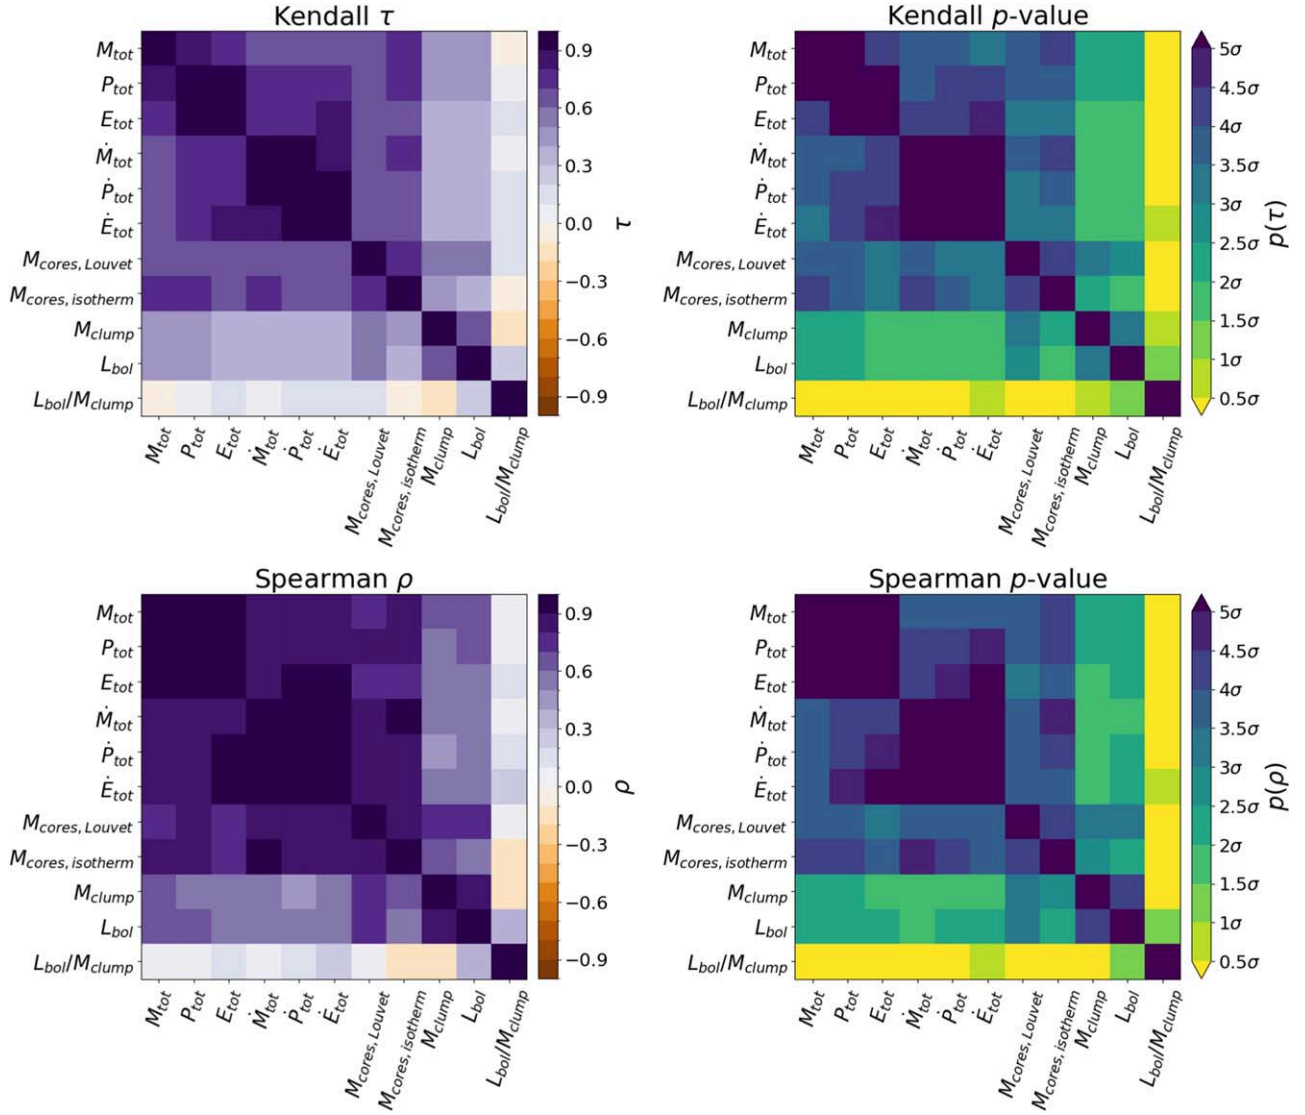 Kendall τ
Kendall p-value
M_tot
P_tot
E_tot
Ṁ_tot
Ṗ_tot
Ė_tot
M_cores, Louvet
M_cores, isotherm
M_clump
L_bol
L_bol/M_clump
M_tot
P_tot
E_tot
Ṁ_tot
Ṗ_tot
Ė_tot
M_cores, Louvet
M_cores, isotherm
M_clump
L_bol
L_bol/M_clump
0.9
0.6
0.3
0.0
−0.3
−0.6
−0.9
τ
M_tot
P_tot
E_tot
Ṁ_tot
Ṗ_tot
Ė_tot
M_cores, Louvet
M_cores, isotherm
M_clump
L_bol
L_bol/M_clump
M_tot
P_tot
E_tot
Ṁ_tot
Ṗ_tot
Ė_tot
M_cores, Louvet
M_cores, isotherm
M_clump
L_bol
L_bol/M_clump
5σ
4.5σ
4σ
3.5σ
3σ
2.5σ
2σ
1.5σ
1σ
0.5σ
p(τ)
Spearman ρ
Spearman p-value
M_tot
P_tot
E_tot
Ṁ_tot
Ṗ_tot
Ė_tot
M_cores, Louvet
M_cores, isotherm
M_clump
L_bol
L_bol/M_clump
M_tot
P_tot
E_tot
Ṁ_tot
Ṗ_tot
Ė_tot
M_cores, Louvet
M_cores, isotherm
M_clump
L_bol
L_bol/M_clump
0.9
0.6
0.3
0.0
−0.3
−0.6
−0.9
ρ
M_tot
P_tot
E_tot
Ṁ_tot
Ṗ_tot
Ė_tot
M_cores, Louvet
M_cores, isotherm
M_clump
L_bol
L_bol/M_clump
M_tot
P_tot
E_tot
Ṁ_tot
Ṗ_tot
Ė_tot
M_cores, Louvet
M_cores, isotherm
M_clump
L_bol
L_bol/M_clump
5σ
4.5σ
4σ
3.5σ
3σ
2.5σ
2σ
1.5σ
1σ
0.5σ
p(ρ)